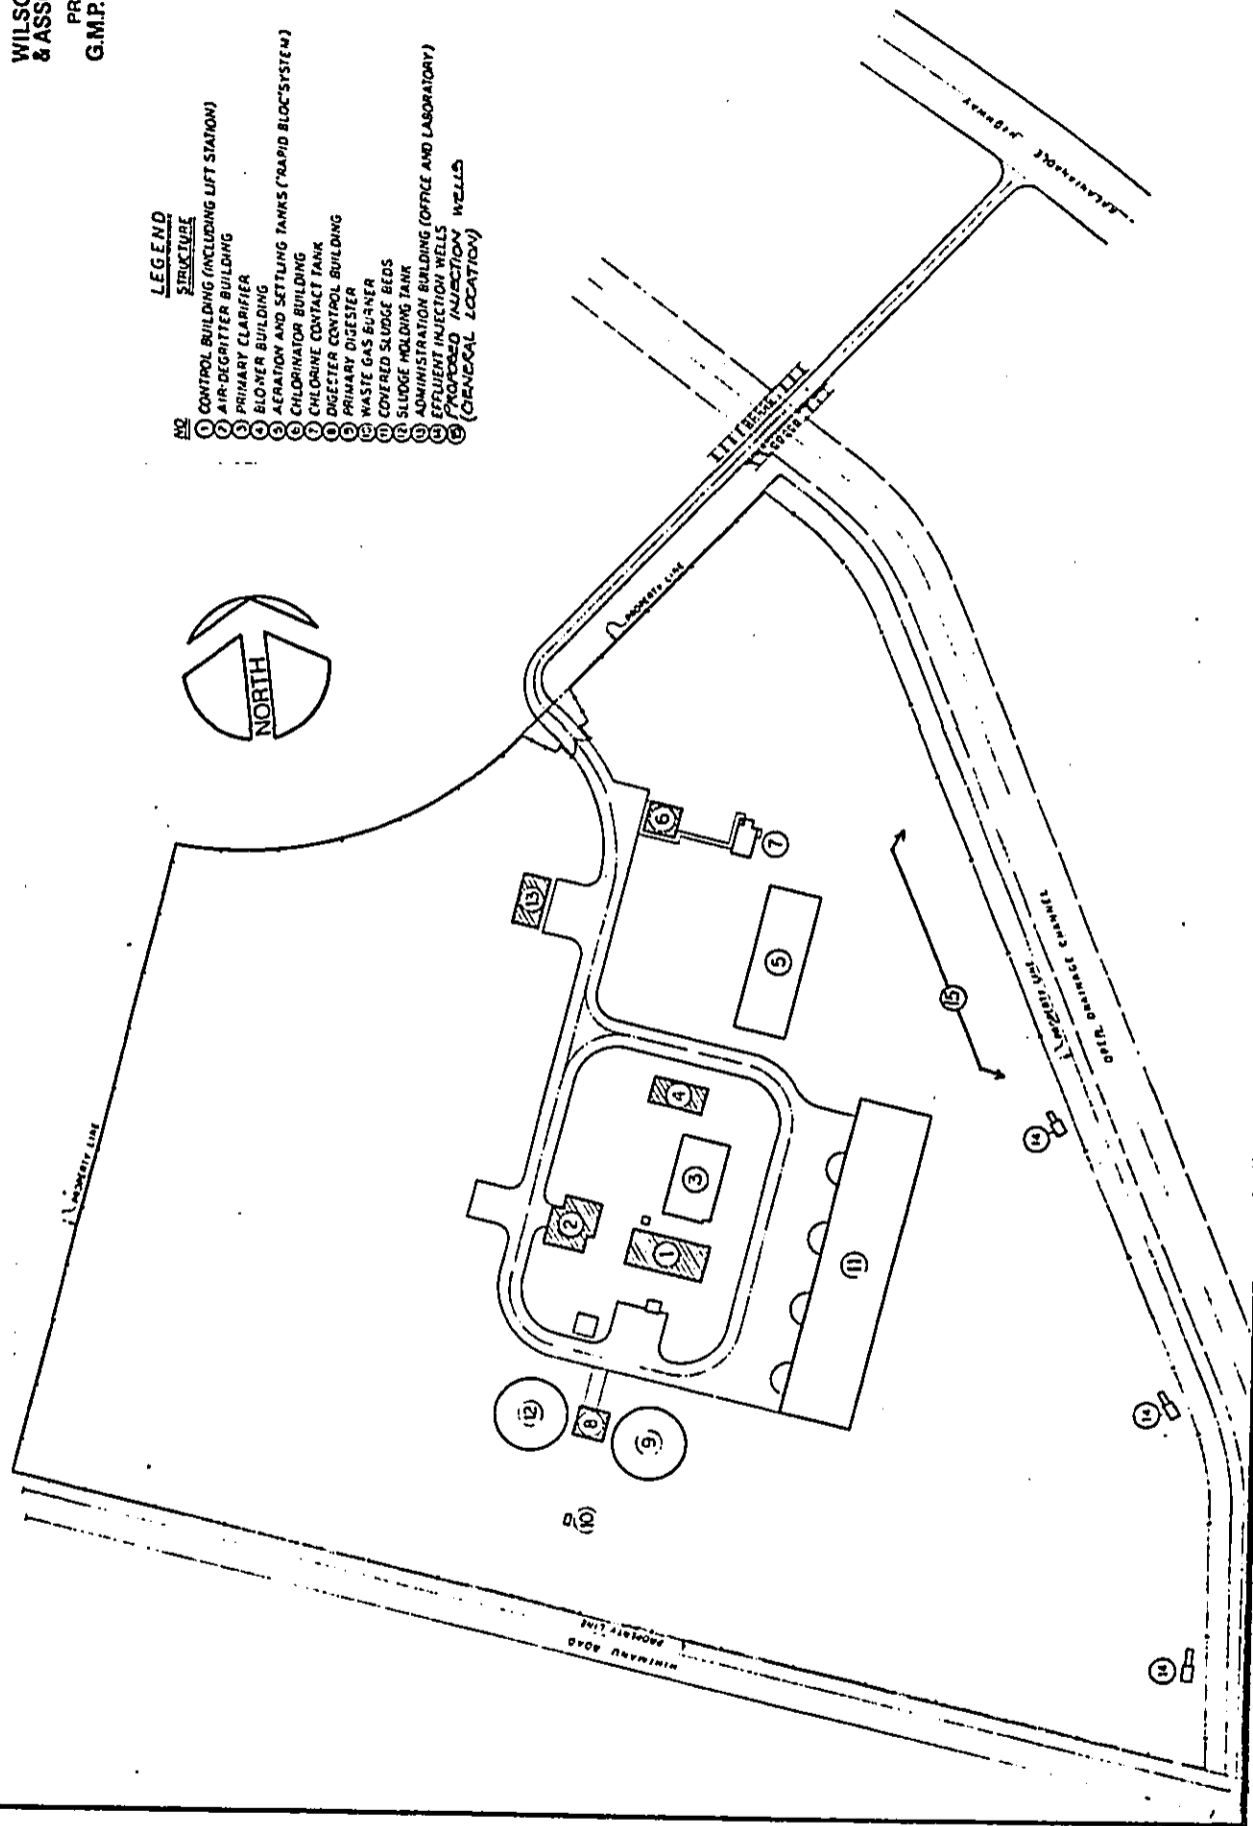 WILSO
& ASS
PR
G.M.P.
LEGEND
NO STRUCTURE
1 CONTROL BUILDING (INCLUDING LIFT STATION)
2 AIR-DEGRITTER BUILDING
3 PRIMARY CLARIFIER
4 BLOWER BUILDING
5 AERATION AND SETTLING TANKS ("RAPID BLOC" SYSTEM)
6 CHLORINATOR BUILDING
7 CHLORINE CONTACT TANK
8 DIGESTER CONTROL BUILDING
9 PRIMARY DIGESTER
10 WASTE GAS BURNER
11 COVERED SLUDGE BEDS
12 SLUDGE HOLDING TANK
13 ADMINISTRATION BUILDING (OFFICE AND LABORATORY)
14 EFFLUENT INJECTION WELLS
15 PROPOSED INJECTION WELLS
(GENERAL LOCATION)
NORTH
KALANIANAOLE HIGHWAY
BRIDGE
PROPERTY LINE
PROPERTY LINE
6
7
13
5
15
PROPERTY LINE
OPEN DRAINAGE CHANNEL
4
3
2
1
11
14
12
8
9
10
14
14
HIHIMANU ROAD
PROPERTY LINE